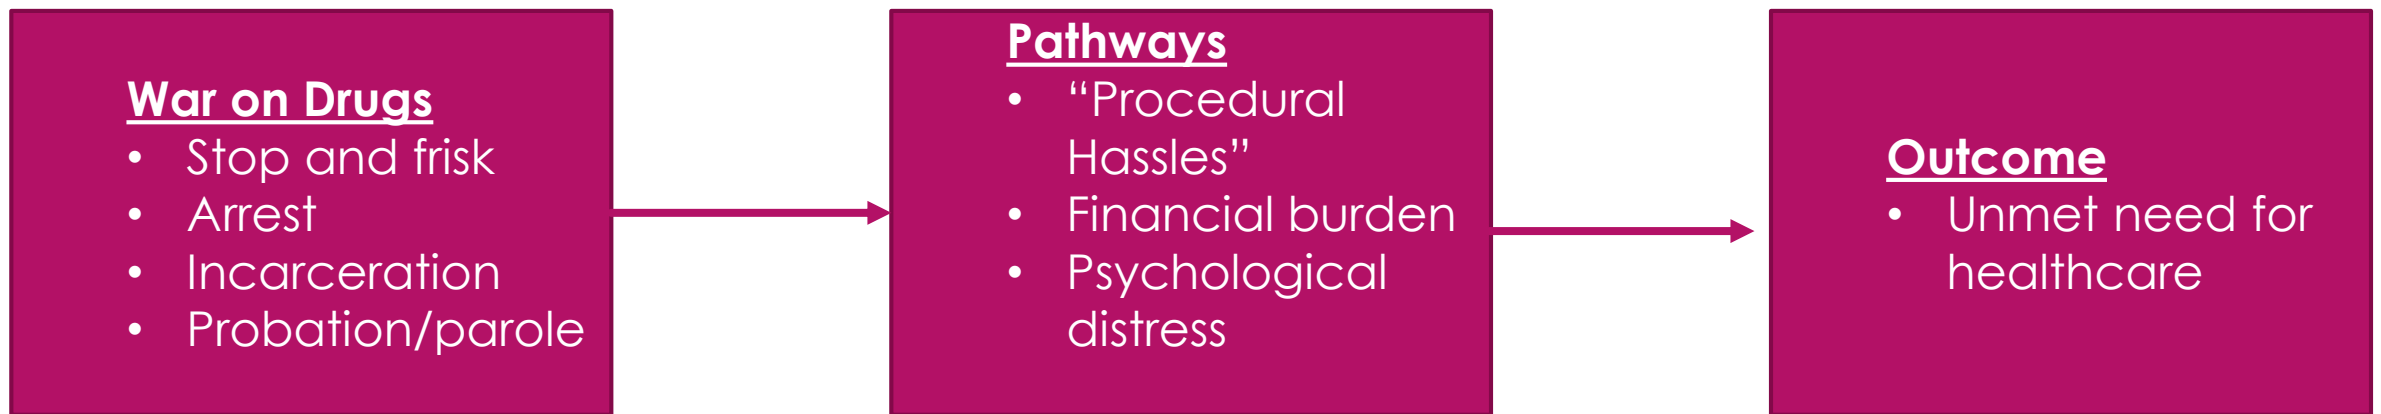 War on Drugs
• Stop and frisk
• Arrest
• Incarceration
• Probation/parole
Pathways
• “Procedural
Hassles”
• Financial burden
• Psychological
distress
Outcome
• Unmet need for
healthcare